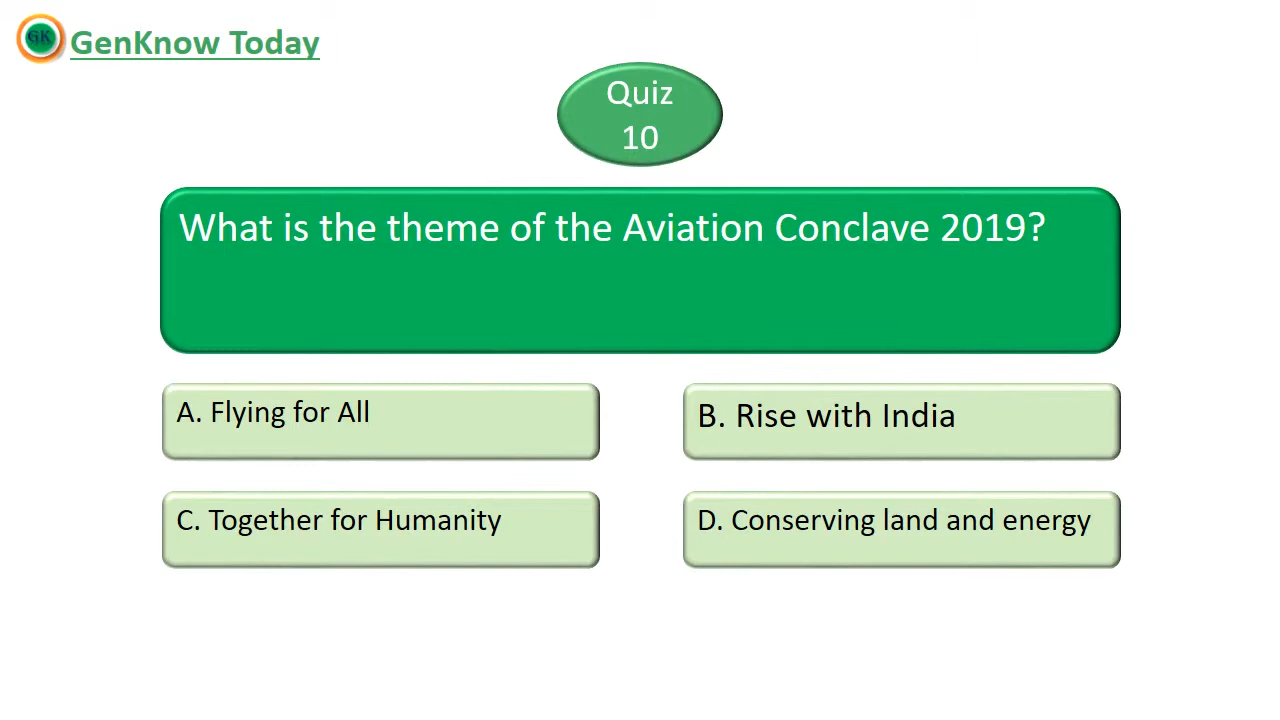 GK
GenKnow Today
Quiz
10
What is the theme of the Aviation Conclave 2019?
A. Flying for All
B. Rise with India
C. Together for Humanity
D. Conserving land and energy